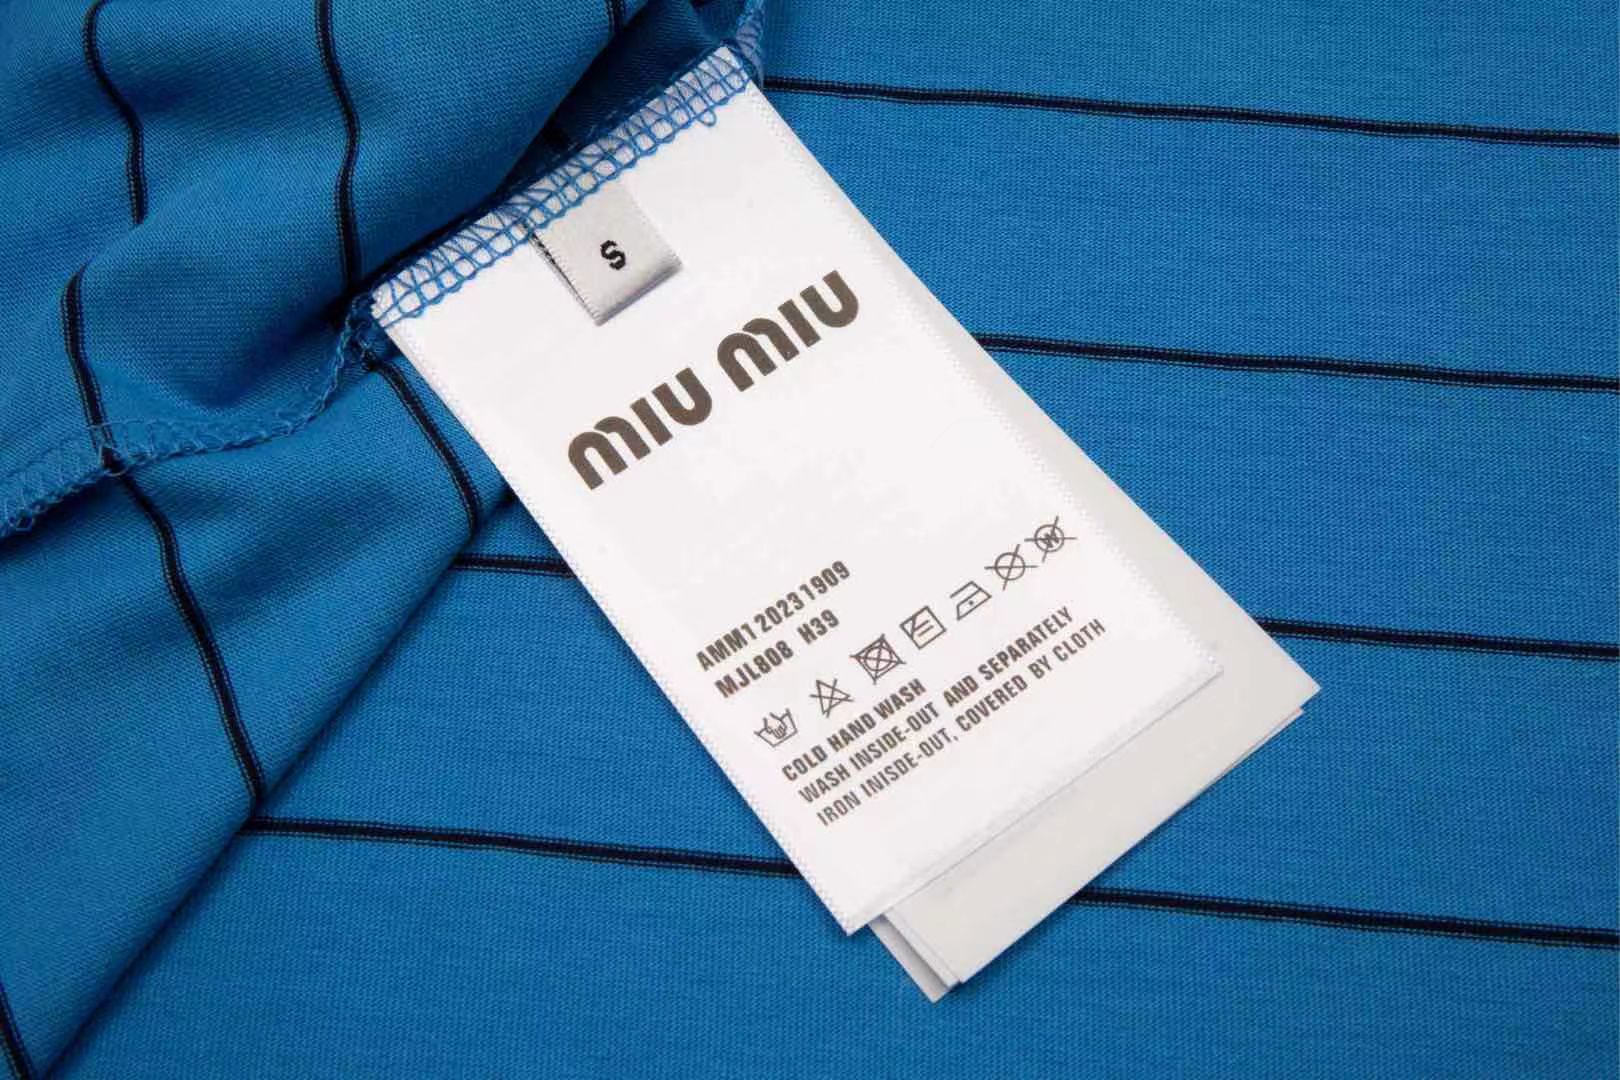 S
MIU MIU
AMM1 20231909
MJL808 H39
W
COLD HAND WASH
WASH INSIDE-OUT AND SEPARATELY
IRON INISDE-OUT, COVERED BY CLOTH